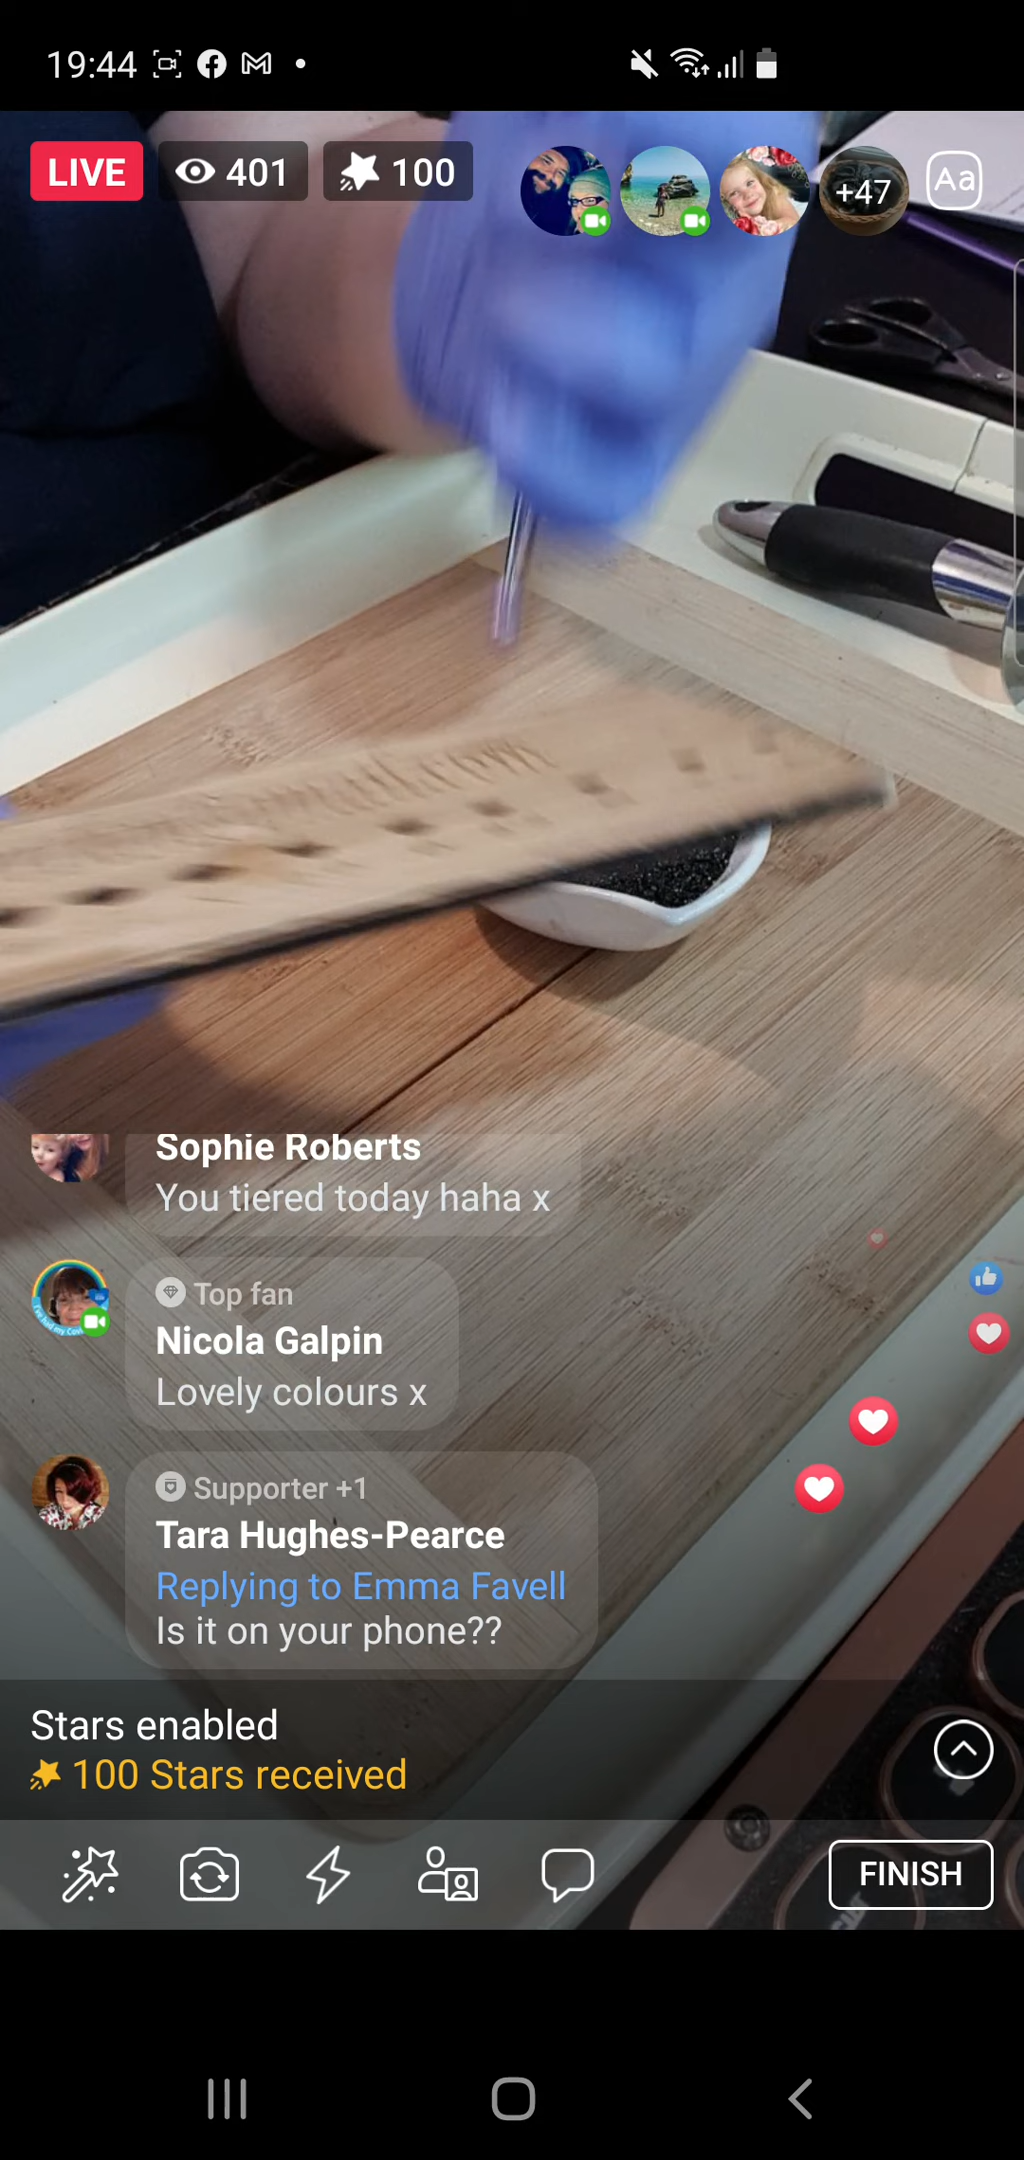 19:44
LIVE
401
100
+47
Aa
Sophie Roberts
You tiered today haha x
Top fan
Nicola Galpin
Lovely colours x
Supporter +1
Tara Hughes-Pearce
Replying to Emma Favell
Is it on your phone??
Stars enabled
100 Stars received
FINISH